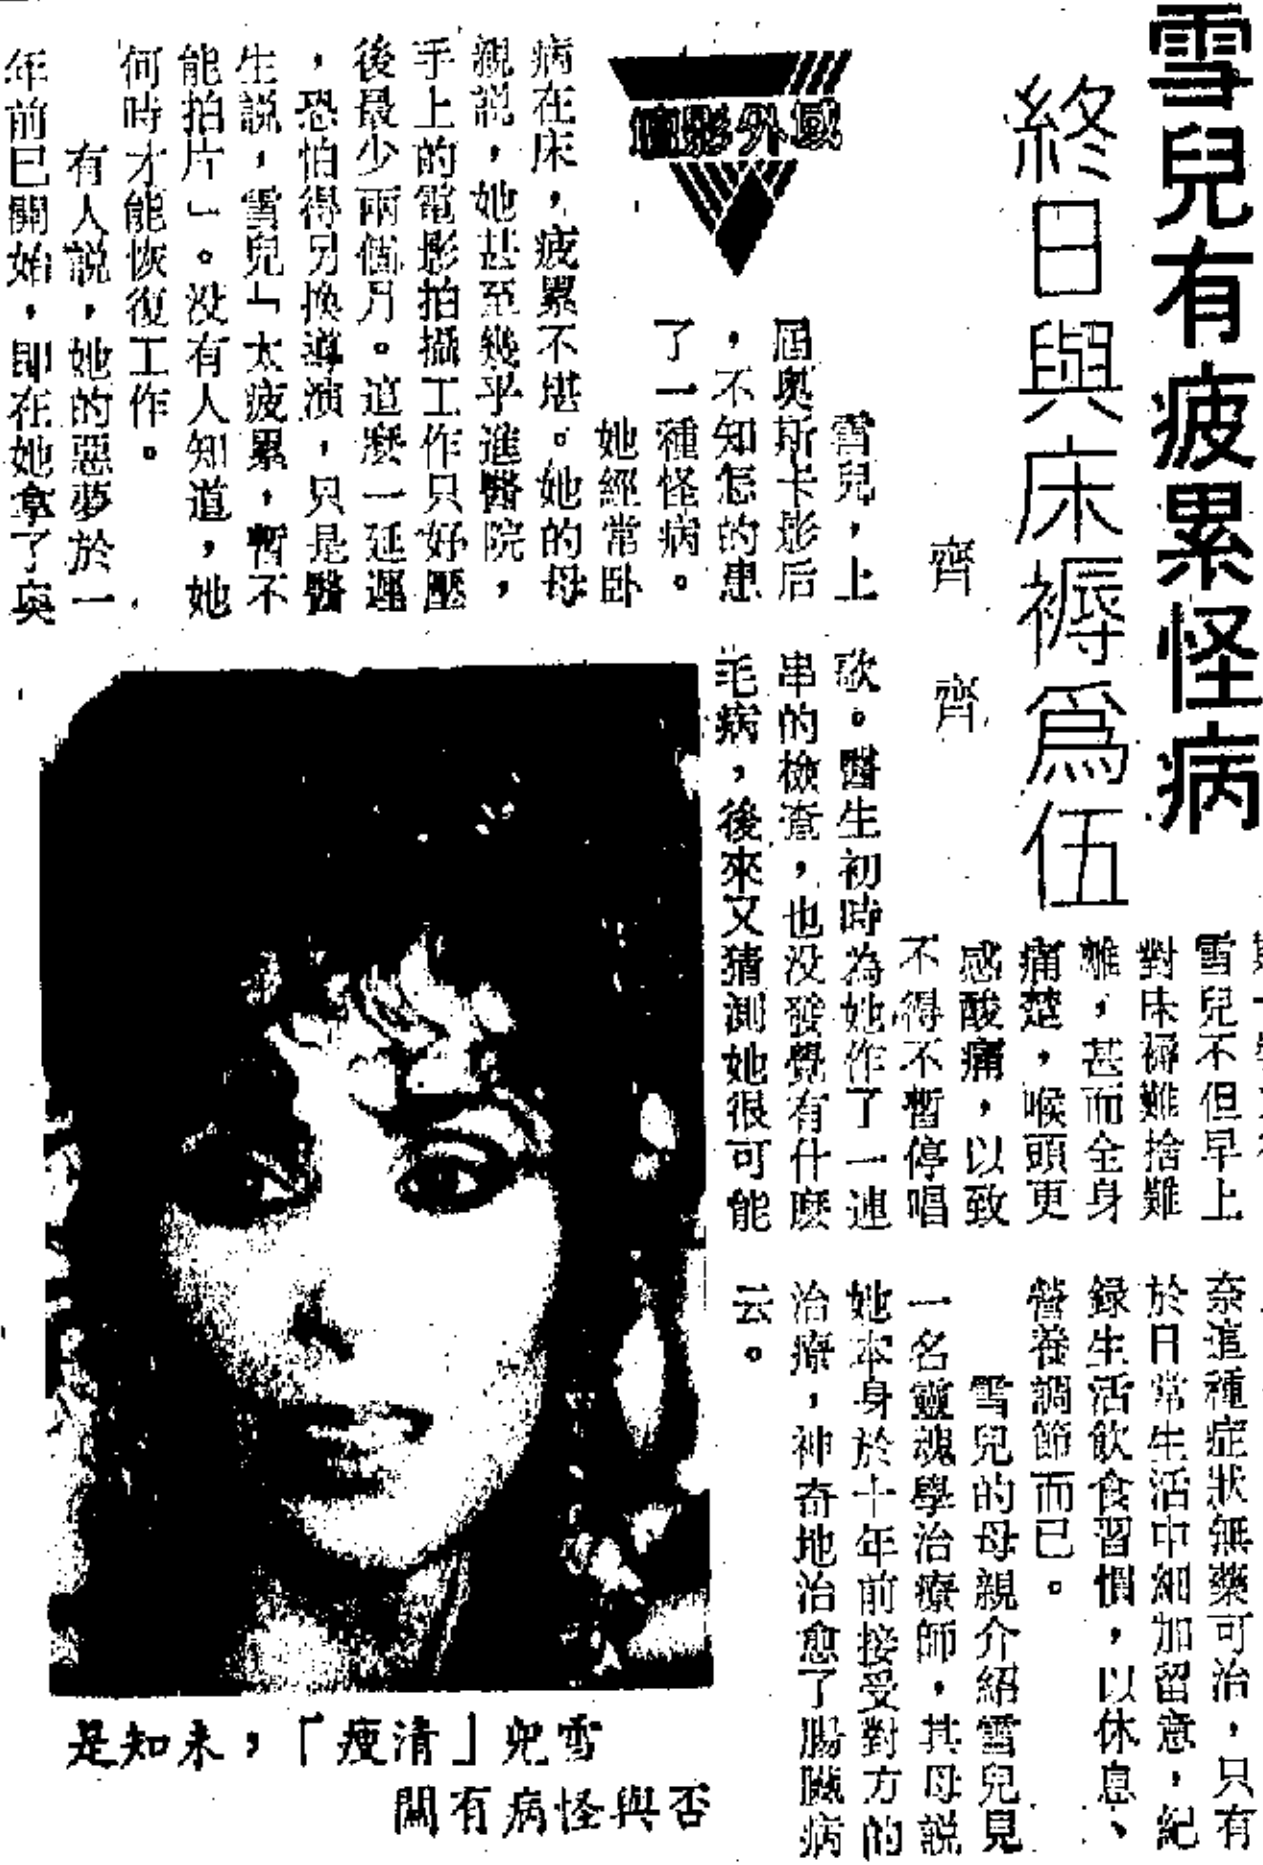 雪兒有疲累怪病
終日與床褥爲伍
齊齊
域外影壇
雪兒，上
屆奧斯卡影后
，不知怎的患
了一種怪病。
她經常卧
病在床，疲累不堪。她的母
親説，她甚至幾乎進醫院，
手上的電影拍攝工作只好壓
後最少兩個月。這麼一延遲
，恐怕得另換導演，只是醫
生説，雪兒「太疲累，暫不
能拍片」。没有人知道，她
何時才能恢復工作。
有人説，她的惡夢於一
年前已開始，即在她拿了奥
雪兒不但早上
對床褥難捨難
離，甚而全身
痛楚，喉頭更
感酸痛，以致
不得不暫停唱
歌。醫生初時為她作了一連
串的檢查，也没發覺有什麼
毛病，後來又猜測她很可能
奈這種症狀無藥可治，只有
於日常生活中細加留意，紀
録生活飲食習慣，以休息、
營養調節而已。
雪兒的母親介紹雪兒見
一名靈魂學治療師，其母説
她本身於十年前接受對方的
治療，神奇地治愈了腸臟病
云。
雪兒「清瘦」，未知是
否與怪病有關